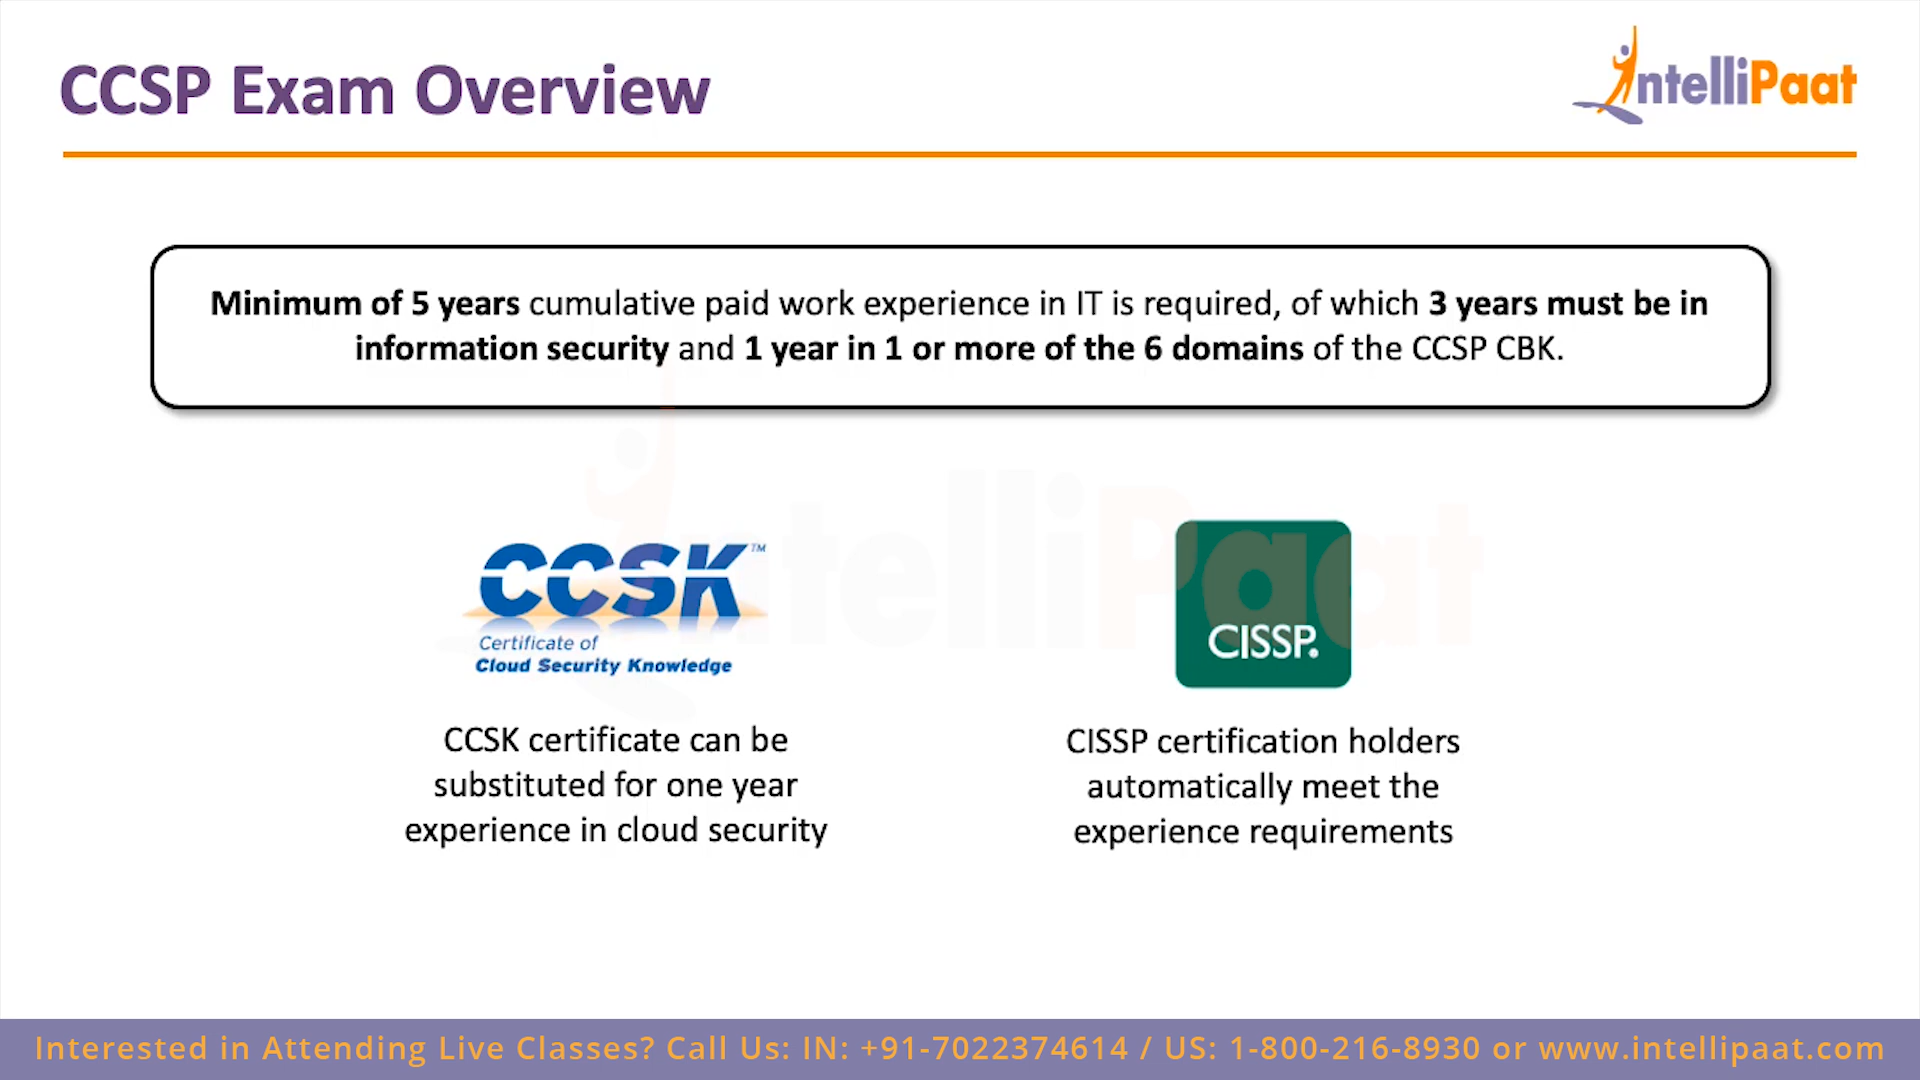 CCSP Exam Overview
IntelliPaat
Minimum of 5 years cumulative paid work experience in IT is required, of which 3 years must be in
information security and 1 year in 1 or more of the 6 domains of the CCSP CBK.
IntelliPaat
CCSK™
Certificate of
Cloud Security Knowledge
CISSP.
CCSK certificate can be
substituted for one year
experience in cloud security
CISSP certification holders
automatically meet the
experience requirements
Interested in Attending Live Classes? Call Us: IN: +91-7022374614 / US: 1-800-216-8930 or www.intellipaat.com